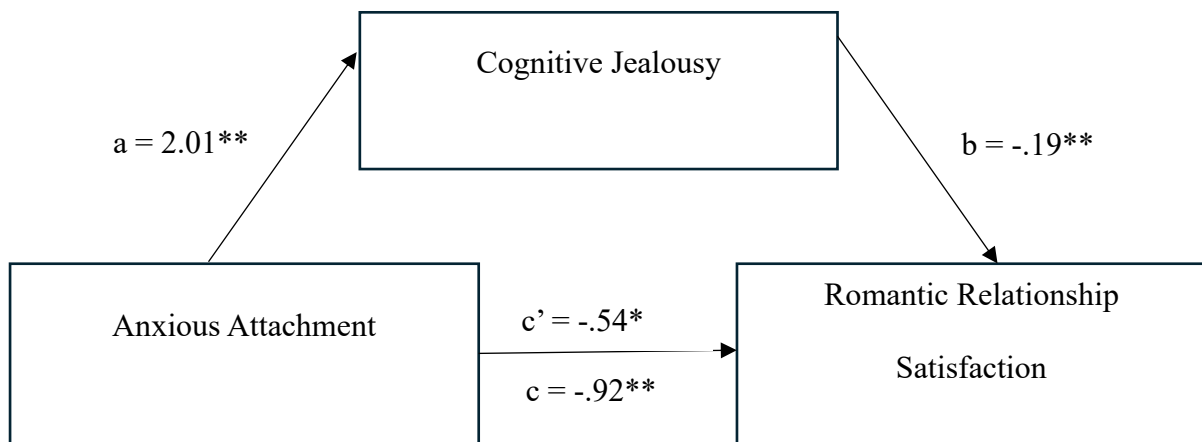 Cognitive Jealousy
a = 2.01**
b = -.19**
Anxious Attachment
c’ = -.54*
c = -.92**
Romantic Relationship
Satisfaction